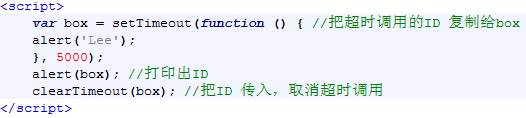 <script>
var box = setTimeout(function () { //把超时调用的ID 复制给box
alert('Lee');
}, 5000);
alert(box); //打印出ID
clearTimeout(box); //把ID 传入，取消超时调用
</script>